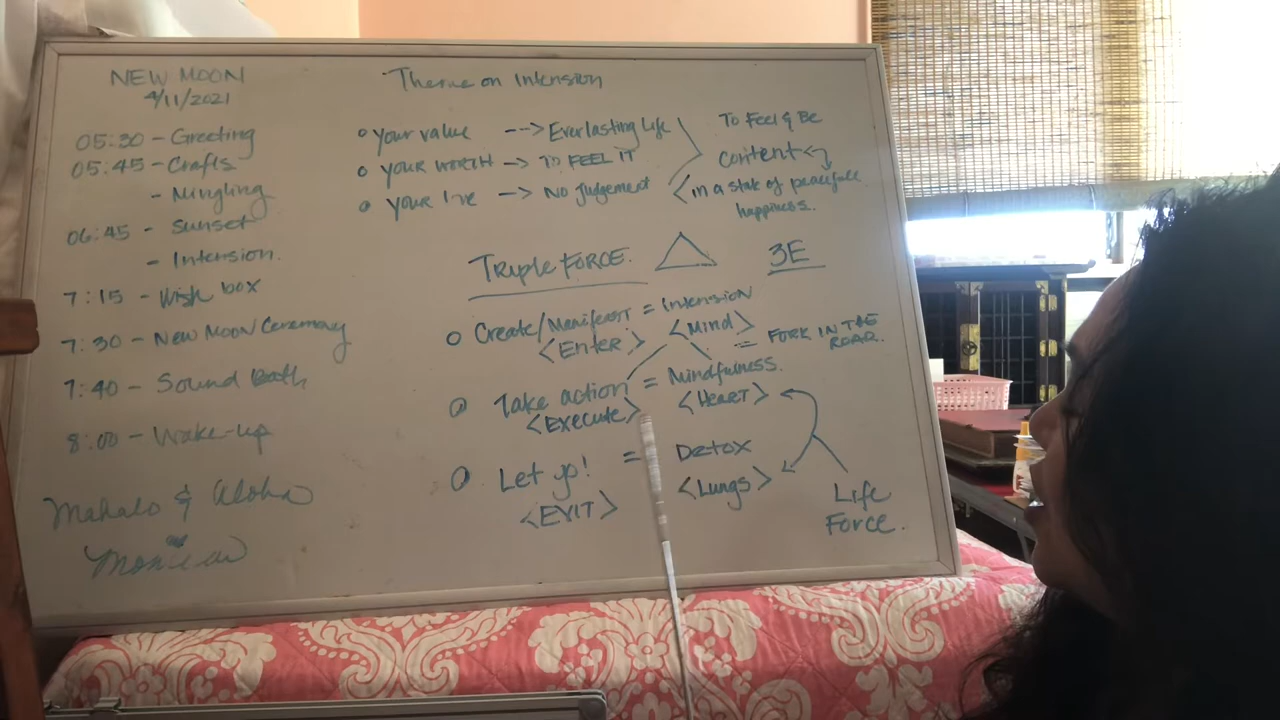 NEW MOON
4/11/2021
05:30 - Greeting
05:45 - Crafts
- Mingling
06:45 - Sunset
- Intension.
7:15 - Wish box
7:30 - New Moon Ceremony
7:40 - Sound Bath
8:00 - Wake-up
Mahalo & Aloha
Theme on Intension
Your value --> Everlasting Life
YOUR WORTH --> TO FEEL IT
YOUR --> No Judgement
To Feel & Be
content
in a state of peacefull
happiness.
TRIPLE FORCE. 3E
Create/Manifest = Intension
<Enter> <Mind>
= FORK IN THE
ROAD.
Take action = Mindfulness.
<Execute> <Heart>
Let go! = Detox
<EXIT> <Lungs>
Life
Force.